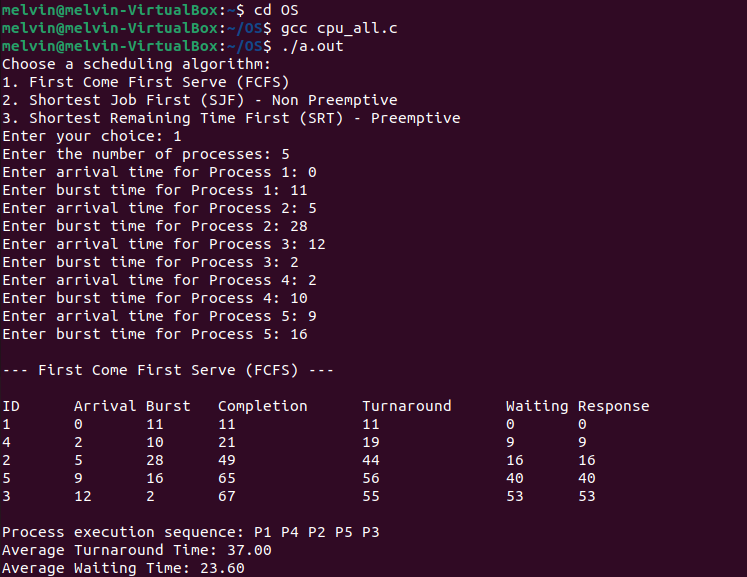 melvin@melvin-VirtualBox:~$ cd OS
melvin@melvin-VirtualBox:~/OS$ gcc cpu_all.c
melvin@melvin-VirtualBox:~/OS$ ./a.out
Choose a scheduling algorithm:
1. First Come First Serve (FCFS)
2. Shortest Job First (SJF) - Non Preemptive
3. Shortest Remaining Time First (SRT) - Preemptive
Enter your choice: 1
Enter the number of processes: 5
Enter arrival time for Process 1: 0
Enter burst time for Process 1: 11
Enter arrival time for Process 2: 5
Enter burst time for Process 2: 28
Enter arrival time for Process 3: 12
Enter burst time for Process 3: 2
Enter arrival time for Process 4: 2
Enter burst time for Process 4: 10
Enter arrival time for Process 5: 9
Enter burst time for Process 5: 16
--- First Come First Serve (FCFS) ---
ID Arrival Burst Completion Turnaround Waiting Response
1 0 11 11 11 0 0
4 2 10 21 19 9 9
2 5 28 49 44 16 16
5 9 16 65 56 40 40
3 12 2 67 55 53 53
Process execution sequence: P1 P4 P2 P5 P3
Average Turnaround Time: 37.00
Average Waiting Time: 23.60